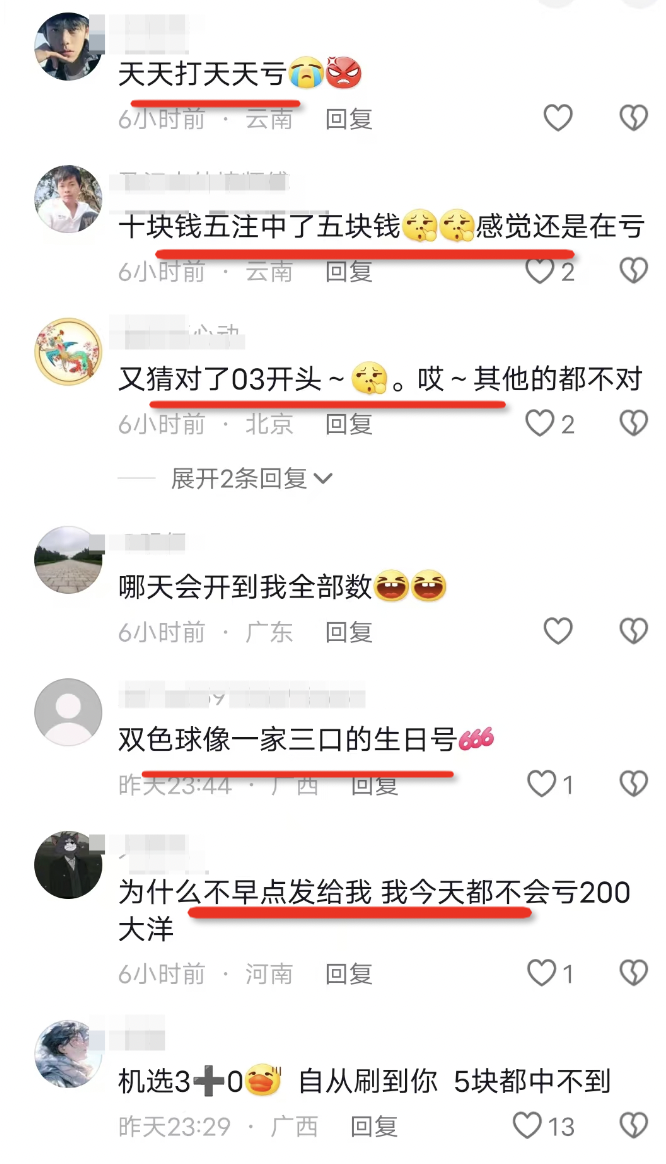 天天打天天亏😭😡
6小时前 · 云南 回复
十块钱五注中了五块钱感觉还是在亏
6小时前 · 云南 回复 2
心动
又猜对了03开头~。哎~其他的都不对
6小时前 · 北京 回复 2
展开2条回复
哪天会开到我全部数
6小时前 · 广东 回复
双色球像一家三口的生日号666
昨天23:44 · 广西 回复 1
为什么不早点发给我 我今天都不会亏200
大洋
6小时前 · 河南 回复 1
机选3➕0 自从刷到你 5块都中不到
昨天23:29 · 广西 回复 13